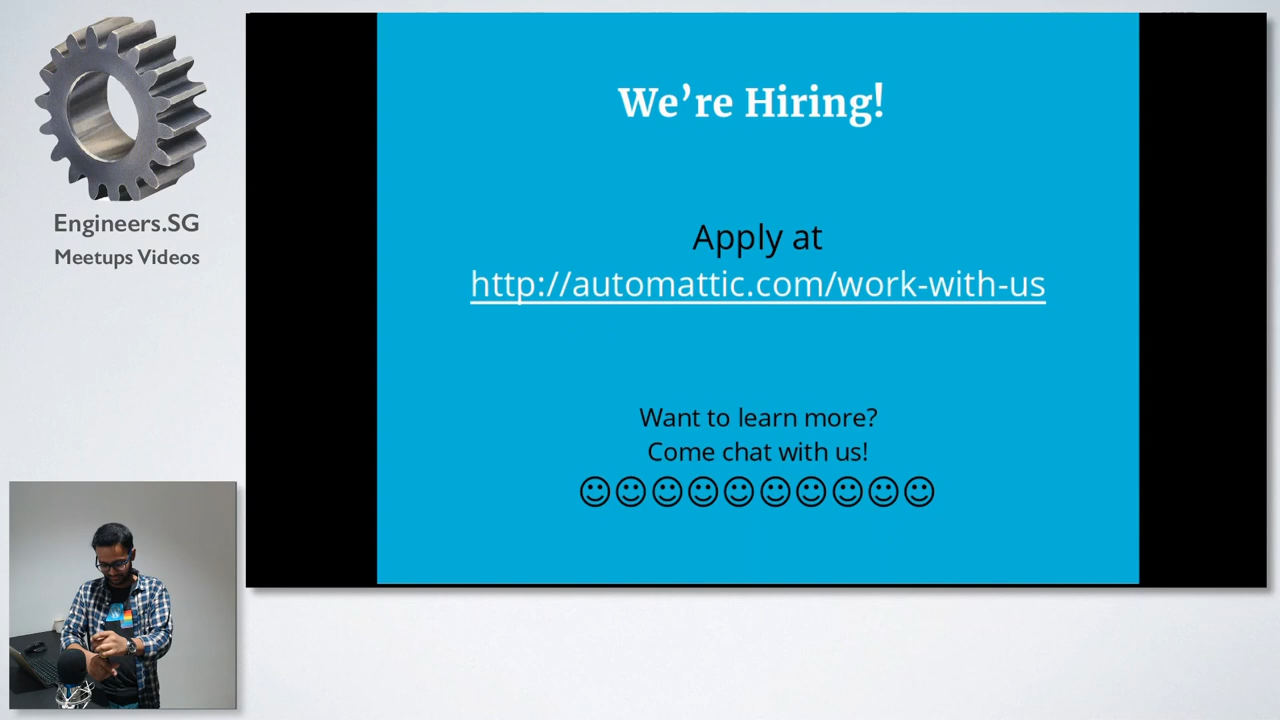 Engineers.SG
Meetups Videos
We’re Hiring!
Apply at
http://automattic.com/work-with-us
Want to learn more?
Come chat with us!
☺☺☺☺☺☺☺☺☺☺